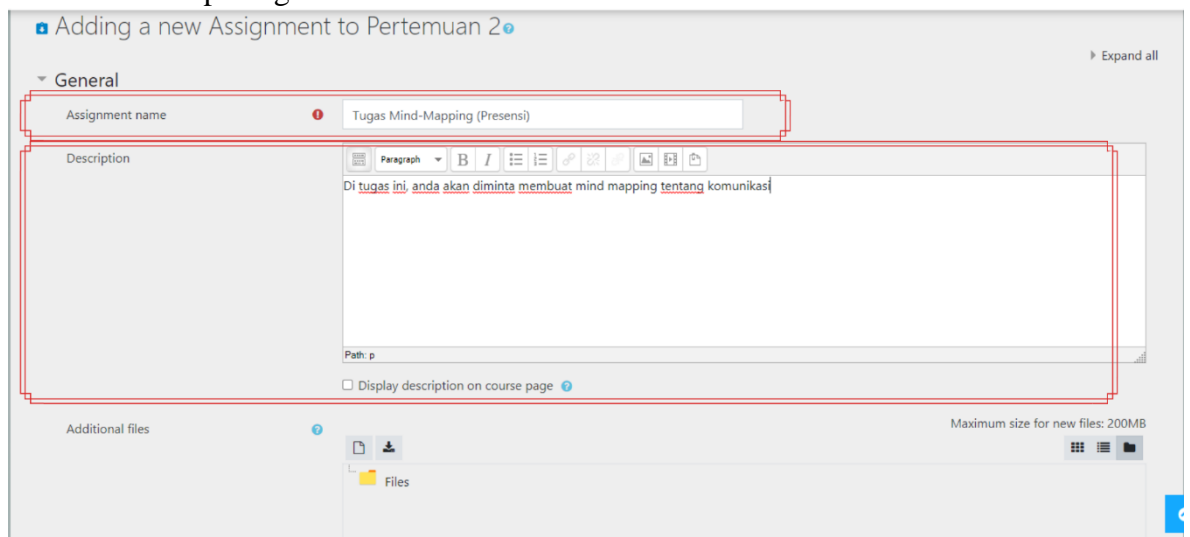 Adding a new Assignment to Pertemuan 2
Expand all
General
Assignment name
Tugas Mind-Mapping (Presensi)
Description
Paragraph B I
Di tugas ini, anda akan diminta membuat mind mapping tentang komunikasi
Path: p
Display description on course page
Additional files
Maximum size for new files: 200MB
Files